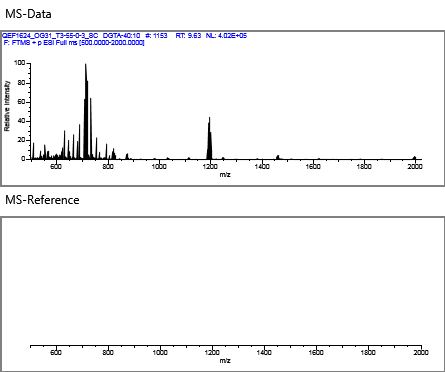 MS-Data
QEF1624_OG31_T3-55-0-3_8C DGTA-40:10 #: 1153 RT: 9.63 NL: 4.02E+05
F: FTMS + p ESI Full ms [500.0000-2000.0000]
100
80
60
40
20
0
Relative Intensity
600 800 1000 1200 1400 1600 1800 2000
m/z
MS-Reference
600 800 1000 1200 1400 1600 1800 2000
m/z